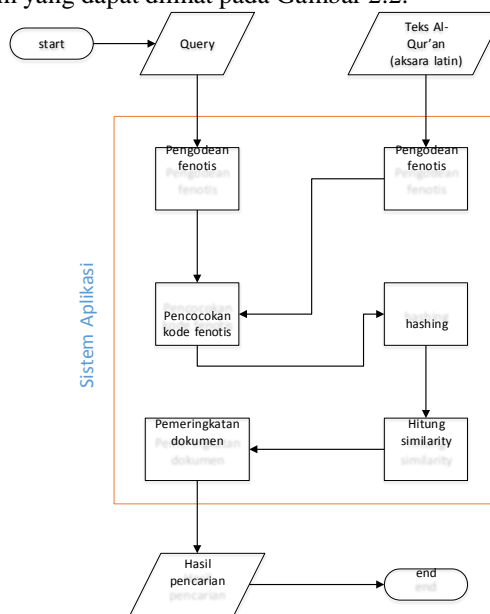 yang dapat dilihat pada Gambar 2.2.
start
Query
Teks Al-
Qur'an
(aksara latin)
Pengodean
fenotis
Pengodean
fenotis
Sistem Aplikasi
Pencocokan
kode fenotis
hashing
Pemeringkatan
dokumen
Hitung
similarity
Hasil
pencarian
end